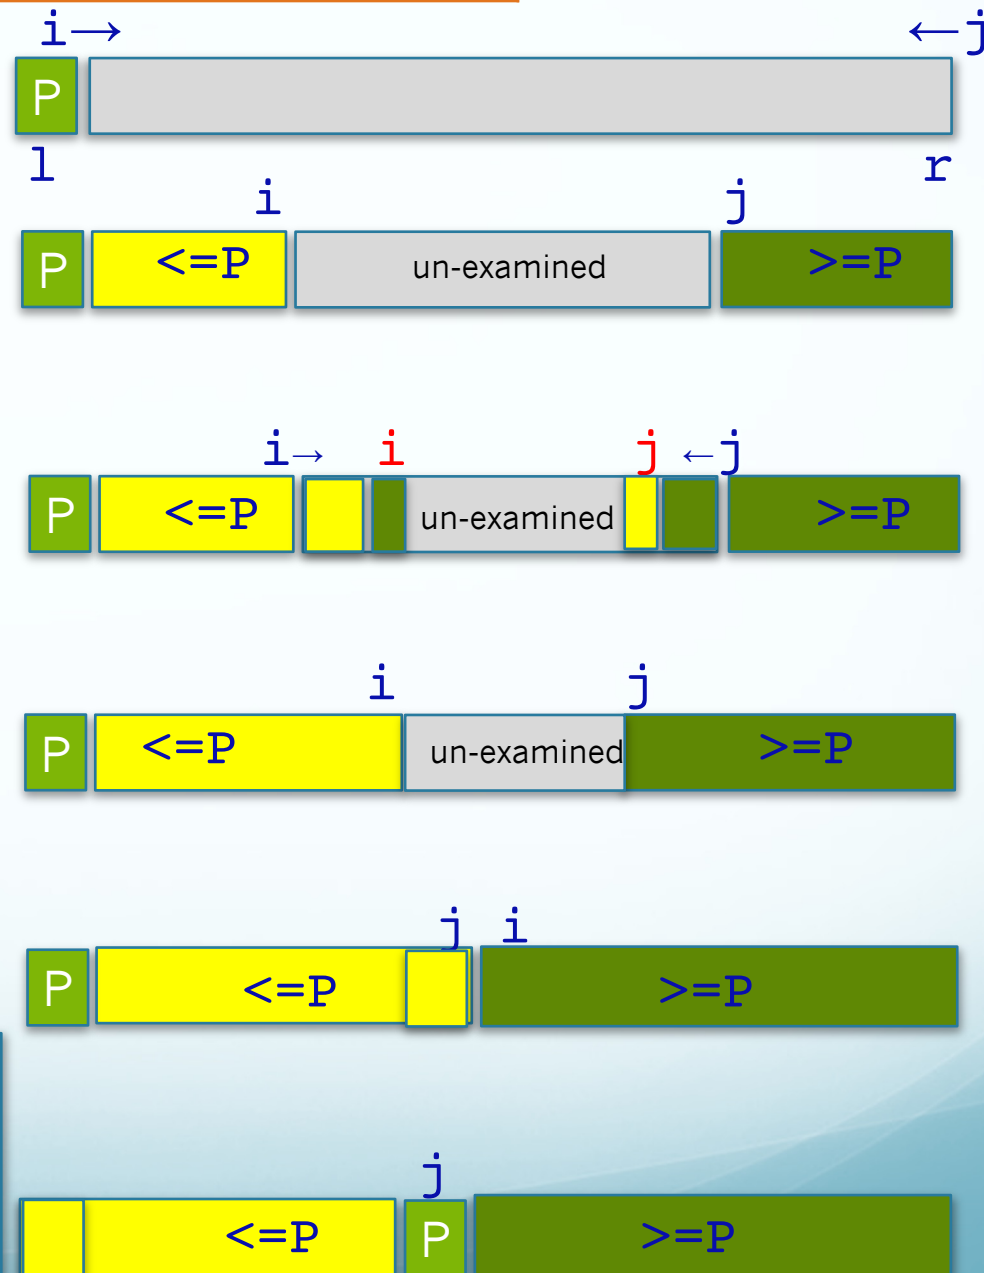 i→ ←j
P
l r
i j
P <=P un-examined >=P
i→ i j ←j
P <=P un-examined >=P
i j
P <=P un-examined >=P
j i
P <=P >=P
j
<=P P >=P